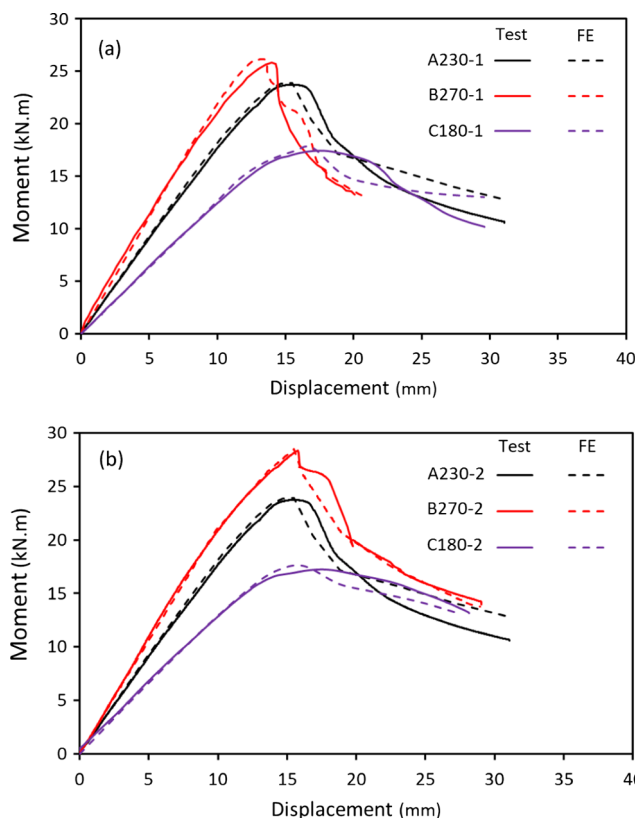 (a)
Test FE
A230-1
B270-1
C180-1
Moment (kN.m)
30
25
20
15
10
5
0
0 5 10 15 20 25 30 35 40
Displacement (mm)
(b)
Test FE
A230-2
B270-2
C180-2
Moment (kN.m)
30
25
20
15
10
5
0
0 5 10 15 20 25 30 35 40
Displacement (mm)